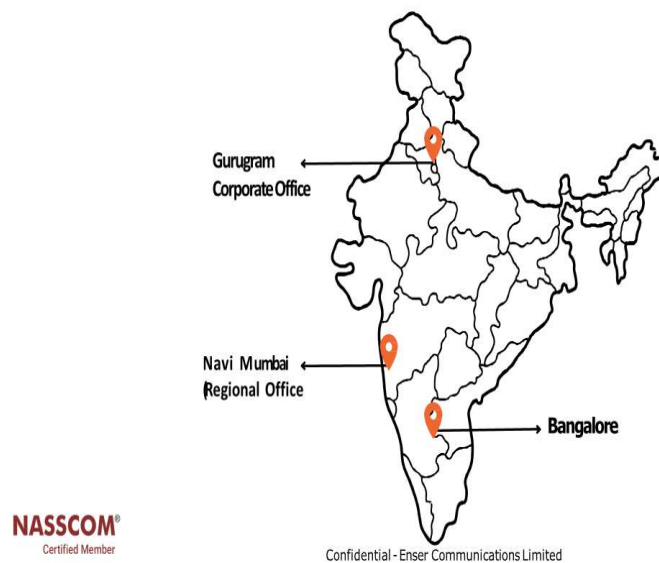 Gurugram
Corporate Office
Navi Mumbai
(Regional Office
Bangalore
NASSCOM®
Certified Member
Confidential - Enser Communications Limited